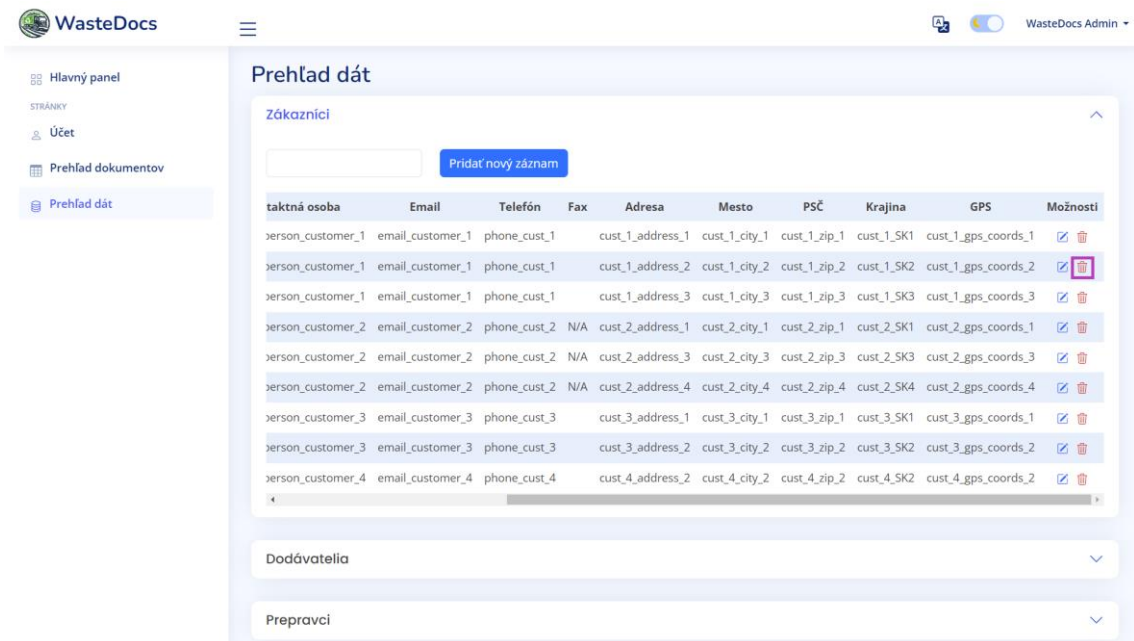 WasteDocs
WasteDocs Admin
Hlavný panel
STRÁNKY
Účet
Prehľad dokumentov
Prehľad dát
Prehľad dát
Zákazníci
Pridať nový záznam
taktná osoba Email Telefón Fax Adresa Mesto PSČ Krajina GPS Možnosti
person_customer_1 email_customer_1 phone_cust_1 cust_1_address_1 cust_1_city_1 cust_1_zip_1 cust_1_SK1 cust_1_gps_coords_1
person_customer_1 email_customer_1 phone_cust_1 cust_1_address_2 cust_1_city_2 cust_1_zip_2 cust_1_SK2 cust_1_gps_coords_2
person_customer_1 email_customer_1 phone_cust_1 cust_1_address_3 cust_1_city_3 cust_1_zip_3 cust_1_SK3 cust_1_gps_coords_3
person_customer_2 email_customer_2 phone_cust_2 N/A cust_2_address_1 cust_2_city_1 cust_2_zip_1 cust_2_SK1 cust_2_gps_coords_1
person_customer_2 email_customer_2 phone_cust_2 N/A cust_2_address_3 cust_2_city_3 cust_2_zip_3 cust_2_SK3 cust_2_gps_coords_3
person_customer_2 email_customer_2 phone_cust_2 N/A cust_2_address_4 cust_2_city_4 cust_2_zip_4 cust_2_SK4 cust_2_gps_coords_4
person_customer_3 email_customer_3 phone_cust_3 cust_3_address_1 cust_3_city_1 cust_3_zip_1 cust_3_SK1 cust_3_gps_coords_1
person_customer_3 email_customer_3 phone_cust_3 cust_3_address_2 cust_3_city_2 cust_3_zip_2 cust_3_SK2 cust_3_gps_coords_2
person_customer_4 email_customer_4 phone_cust_4 cust_4_address_2 cust_4_city_2 cust_4_zip_2 cust_4_SK2 cust_4_gps_coords_2
Dodávatelia
Prepravci